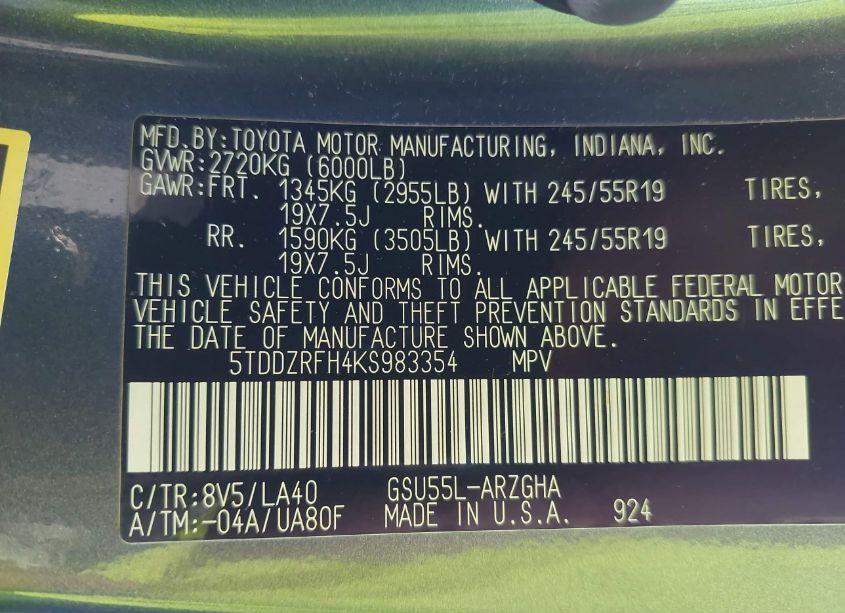 MFD.BY:TOYOTA MOTOR MANUFACTURING, INDIANA, INC.
GVWR:2720KG (6000LB)
GAWR:FRT. 1345KG (2955LB) WITH 245/55R19 TIRES,
19X7.5J RIMS.
RR. 1590KG (3505LB) WITH 245/55R19 TIRES,
19X7.5J RIMS.
THIS VEHICLE CONFORMS TO ALL APPLICABLE FEDERAL MOTOR
VEHICLE SAFETY AND THEFT PREVENTION STANDARDS IN EFFE
THE DATE OF MANUFACTURE SHOWN ABOVE.
5TDDZRFH4KS983354 MPV
C/TR:8V5/LA40 GSU55L-ARZGHA
A/TM:-04A/UA80F MADE IN U.S.A. 924